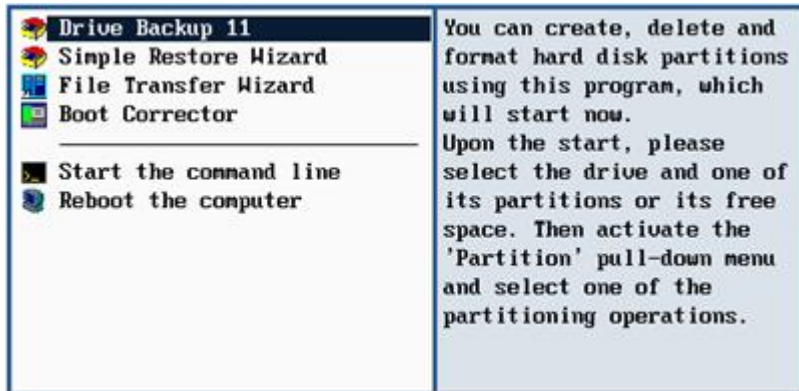 Drive Backup 11
Simple Restore Wizard
File Transfer Wizard
Boot Corrector
Start the command line
Reboot the computer
You can create, delete and
format hard disk partitions
using this program, which
will start now.
Upon the start, please
select the drive and one of
its partitions or its free
space. Then activate the
'Partition' pull-down menu
and select one of the
partitioning operations.